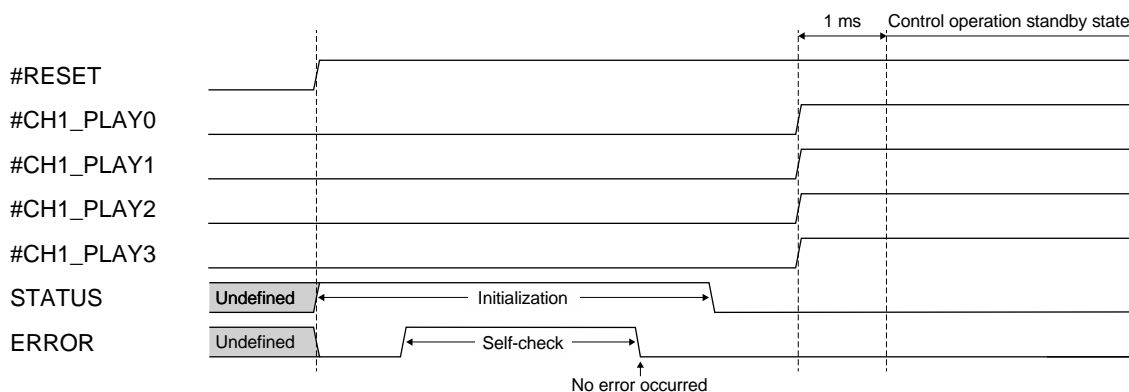 1 ms
Control operation standby state
#RESET
#CH1_PLAY0
#CH1_PLAY1
#CH1_PLAY2
#CH1_PLAY3
STATUS
Undefined
Initialization
ERROR
Undefined
Self-check
No error occurred